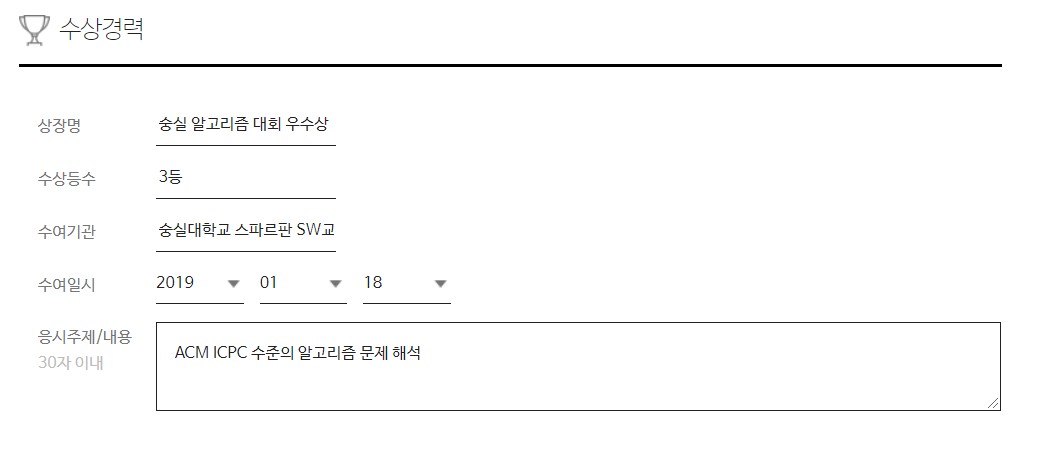 수상경력
상장명 숭실 알고리즘 대회 우수상
수상등수 3등
수여기관 숭실대학교 스파르판 SW교
수여일시 2019 01 18
응시주제/내용
30자 이내
ACM ICPC 수준의 알고리즘 문제 해석